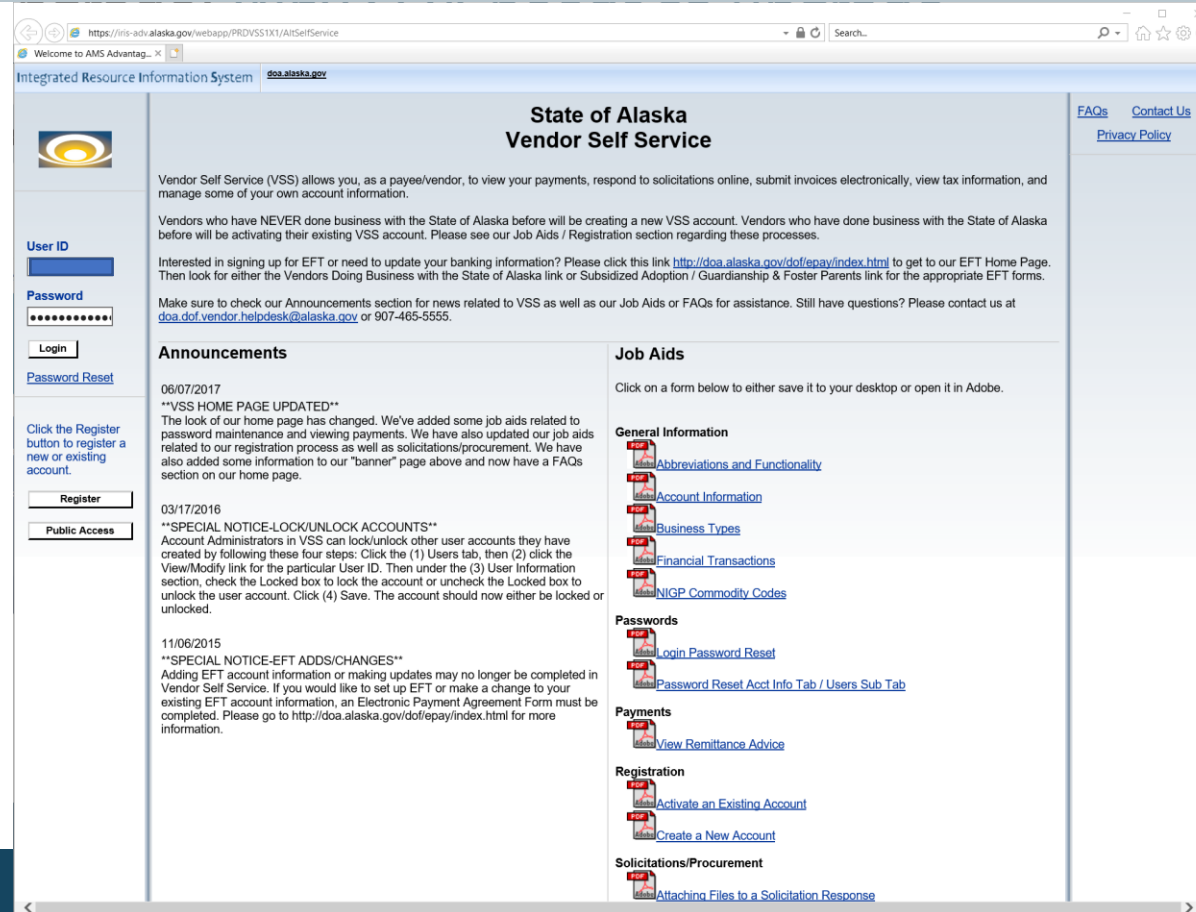 https://iris-adv.alaska.gov/webapp/PRDVSS1X1/AltSelfService
Search...
Welcome to AMS Advantag...
Integrated Resource Information System
doa.alaska.gov
State of Alaska
Vendor Self Service
FAQs
Contact Us
Privacy Policy
Vendor Self Service (VSS) allows you, as a payee/vendor, to view your payments, respond to solicitations online, submit invoices electronically, view tax information, and
manage some of your own account information.
Vendors who have NEVER done business with the State of Alaska before will be creating a new VSS account. Vendors who have done business with the State of Alaska
before will be activating their existing VSS account. Please see our Job Aids / Registration section regarding these processes.
Interested in signing up for EFT or need to update your banking information? Please click this link http://doa.alaska.gov/dof/epay/index.html to get to our EFT Home Page.
Then look for either the Vendors Doing Business with the State of Alaska link or Subsidized Adoption / Guardianship & Foster Parents link for the appropriate EFT forms.
Make sure to check our Announcements section for news related to VSS as well as our Job Aids or FAQs for assistance. Still have questions? Please contact us at
doa.dof.vendor.helpdesk@alaska.gov or 907-465-5555.
User ID
Password
Login
Password Reset
Click the Register
button to register a
new or existing
account.
Register
Public Access
Announcements
06/07/2017
**VSS HOME PAGE UPDATED**
The look of our home page has changed. We've added some job aids related to
password maintenance and viewing payments. We have also updated our job aids
related to our registration process as well as solicitations/procurement. We have
also added some information to our "banner" page above and now have a FAQs
section on our home page.
03/17/2016
**SPECIAL NOTICE-LOCK/UNLOCK ACCOUNTS**
Account Administrators in VSS can lock/unlock other user accounts they have
created by following these four steps: Click the (1) Users tab, then (2) click the
View/Modify link for the particular User ID. Then under the (3) User Information
section, check the Locked box to lock the account or uncheck the Locked box to
unlock the user account. Click (4) Save. The account should now either be locked or
unlocked.
11/06/2015
**SPECIAL NOTICE-EFT ADDS/CHANGES**
Adding EFT account information or making updates may no longer be completed in
Vendor Self Service. If you would like to set up EFT or make a change to your
existing EFT account information, an Electronic Payment Agreement Form must be
completed. Please go to http://doa.alaska.gov/dof/epay/index.html for more
information.
Job Aids
Click on a form below to either save it to your desktop or open it in Adobe.
General Information
PDF Adobe Abbreviations and Functionality
PDF Adobe Account Information
PDF Adobe Business Types
PDF Adobe Financial Transactions
PDF Adobe NIGP Commodity Codes
Passwords
PDF Adobe Login Password Reset
PDF Adobe Password Reset Acct Info Tab / Users Sub Tab
Payments
PDF Adobe View Remittance Advice
Registration
PDF Adobe Activate an Existing Account
PDF Adobe Create a New Account
Solicitations/Procurement
PDF Adobe Attaching Files to a Solicitation Response